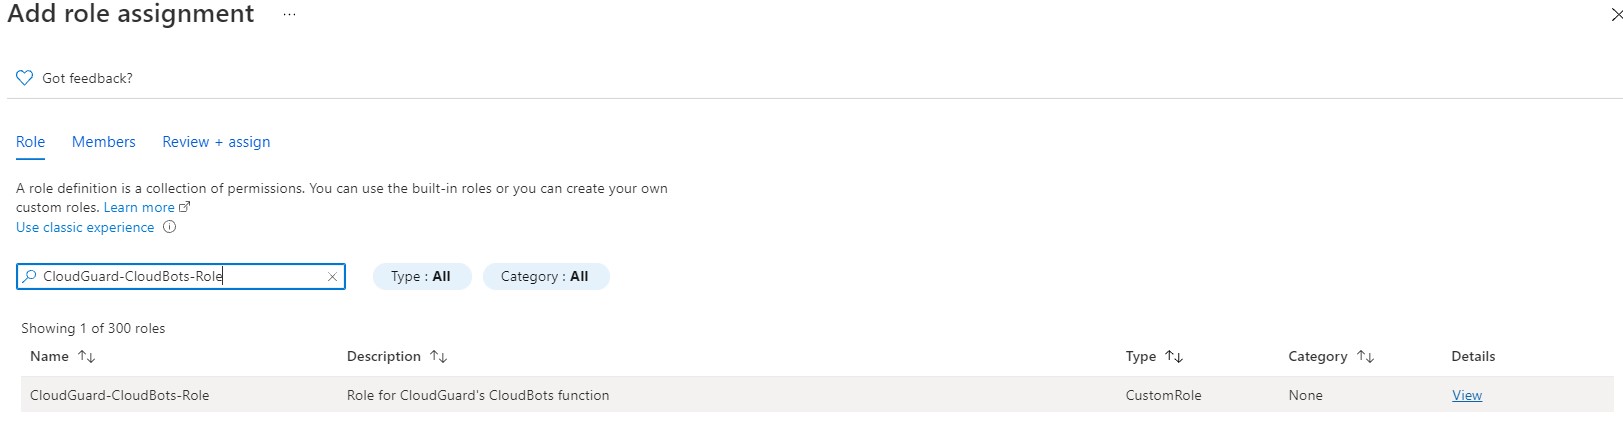 Add role assignment ...
Got feedback?
Role Members Review + assign
A role definition is a collection of permissions. You can use the built-in roles or you can create your own
custom roles. Learn more
Use classic experience
CloudGuard-CloudBots-Role Type : All Category : All
Showing 1 of 300 roles
Name Description Type Category Details
CloudGuard-CloudBots-Role Role for CloudGuard's CloudBots function CustomRole None View